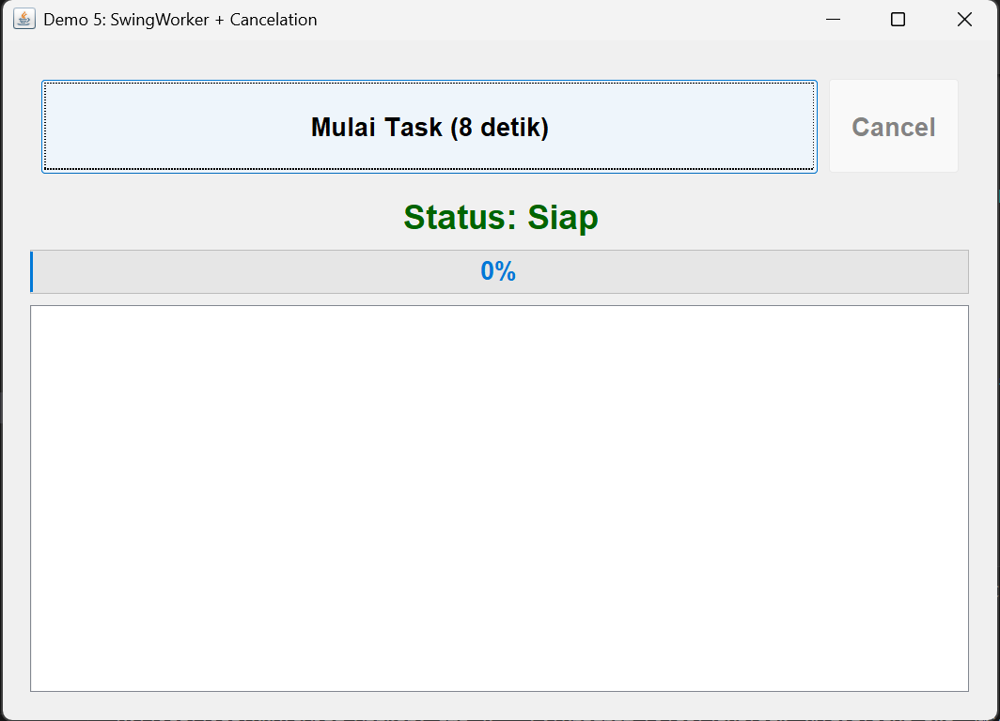 Demo 5: SwingWorker + Cancelation
Mulai Task (8 detik)
Cancel
Status: Siap
0%